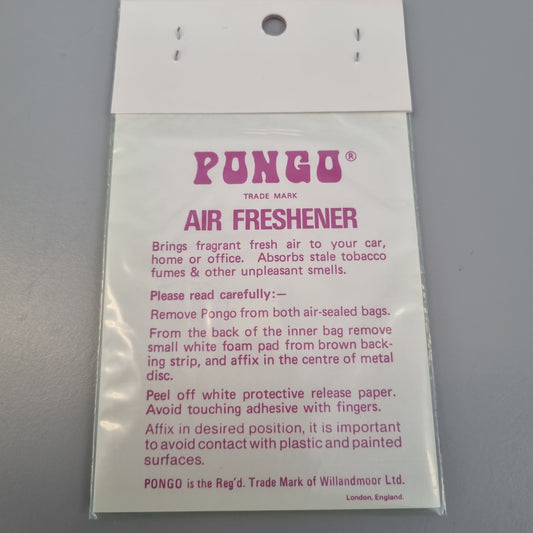 PONGO®
TRADE MARK
AIR FRESHENER
Brings fragrant fresh air to your car,
home or office. Absorbs stale tobacco
fumes & other unpleasant smells.
Please read carefully:—
Remove Pongo from both air-sealed bags.
From the back of the inner bag remove
small white foam pad from brown back-
ing strip, and affix in the centre of metal
disc.
Peel off white protective release paper.
Avoid touching adhesive with fingers.
Affix in desired position, it is important
to avoid contact with plastic and painted
surfaces.
PONGO is the Reg'd. Trade Mark of Willandmoor Ltd.
London, England.